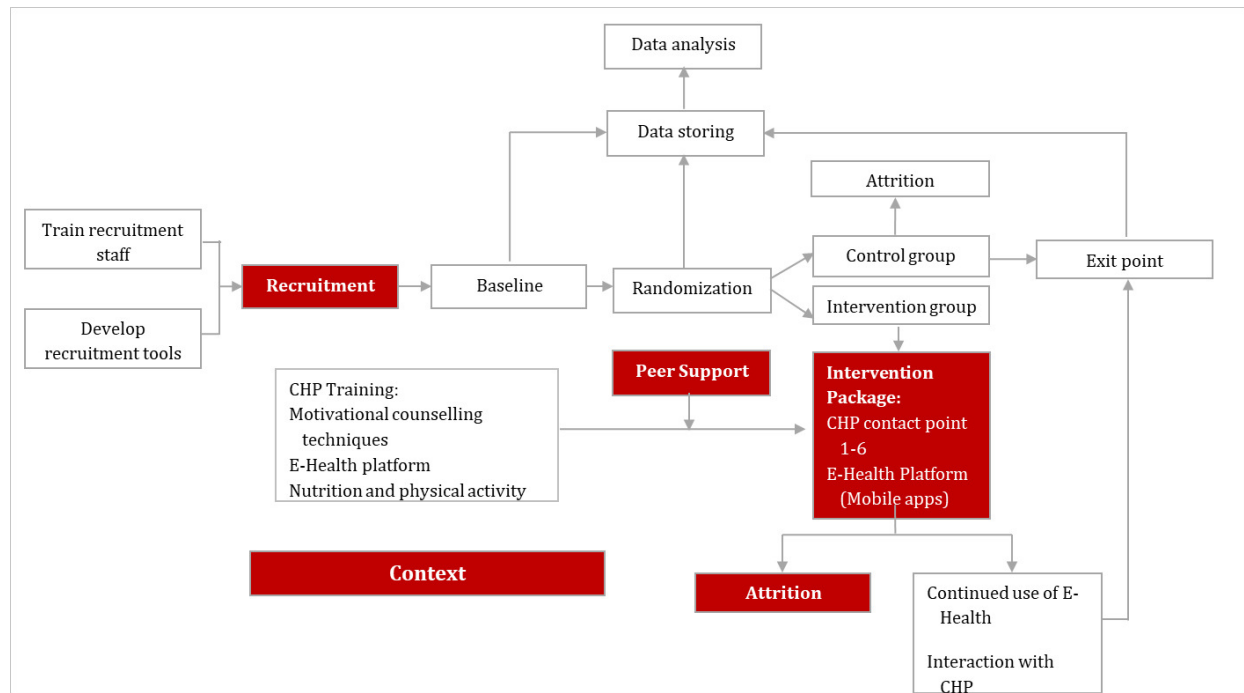 Data analysis
Data storing
Attrition
Train recruitment
staff
Control group
Exit point
Recruitment
Baseline
Randomization
Intervention group
Develop
recruitment tools
Peer Support
CHP Training:
Motivational counselling
techniques
E-Health platform
Nutrition and physical activity
Intervention
Package:
CHP contact point
1-6
E-Health Platform
(Mobile apps)
Context
Attrition
Continued use of E-
Health
Interaction with
CHP